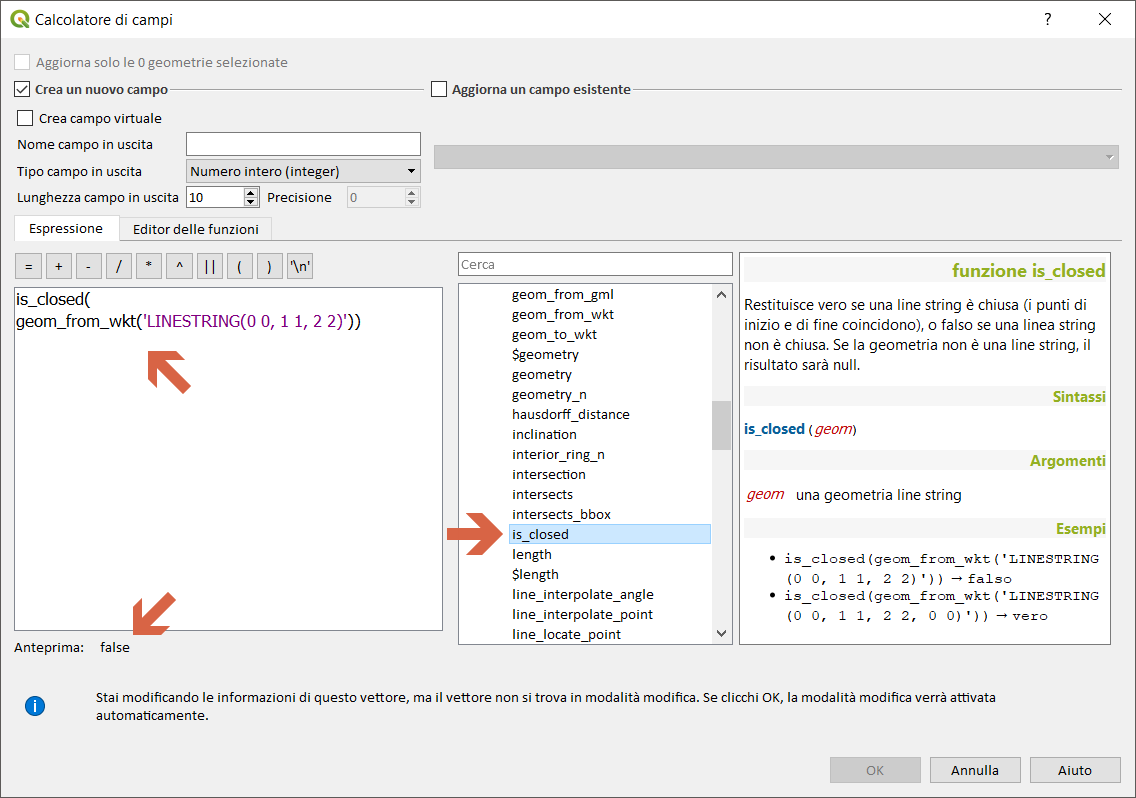 Calcolatore di campi
?
Aggiorna solo le 0 geometrie selezionate
Crea un nuovo campo
Aggiorna un campo esistente
Crea campo virtuale
Nome campo in uscita
Tipo campo in uscita Numero intero (integer)
Lunghezza campo in uscita 10 Precisione 0
Espressione Editor delle funzioni
= + - / * ^ || ( ) '\n'
is_closed(
geom_from_wkt('LINESTRING(0 0, 1 1, 2 2)'))
Anteprima: false
Cerca
geom_from_gml
geom_from_wkt
geom_to_wkt
$geometry
geometry
geometry_n
hausdorff_distance
inclination
interior_ring_n
intersection
intersects
intersects_bbox
is_closed
length
$length
line_interpolate_angle
line_interpolate_point
line_locate_point
funzione is_closed
Restituisce vero se una line string è chiusa (i punti di
inizio e di fine coincidono), o falso se una linea string
non è chiusa. Se la geometria non è una line string, il
risultato sarà null.
Sintassi
is_closed (geom)
Argomenti
geom una geometria line string
Esempi
• is_closed(geom_from_wkt('LINESTRING
(0 0, 1 1, 2 2)')) → falso
• is_closed(geom_from_wkt('LINESTRING
(0 0, 1 1, 2 2, 0 0)')) → vero
Stai modificando le informazioni di questo vettore, ma il vettore non si trova in modalità modifica. Se clicchi OK, la modalità modifica verrà attivata
automaticamente.
OK Annulla Aiuto